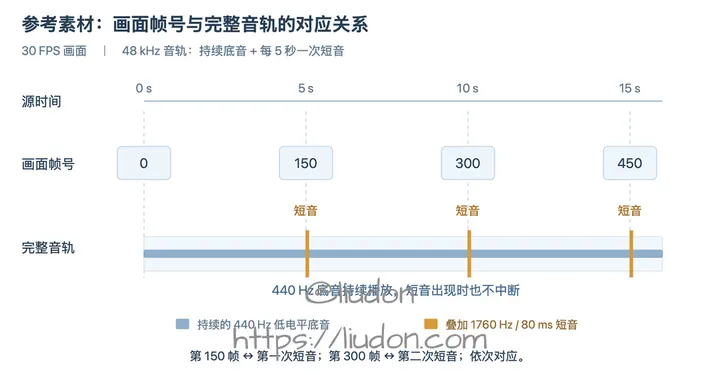 参考素材：画面帧号与完整音轨的对应关系
30 FPS 画面 | 48 kHz 音轨：持续底音 + 每 5 秒一次短音
0 s 5 s 10 s 15 s
源时间
画面帧号 0 150 300 450
短音 短音 短音
完整音轨
440 Hz 底音持续播放，短音出现时也不中断
@liudon
持续的 440 Hz 低电平底音 叠加 1760 Hz / 80 ms 短音
https://liudon.com
第 150 帧 ↔ 第一次短音；第 300 帧 ↔ 第二次短音；依次对应。